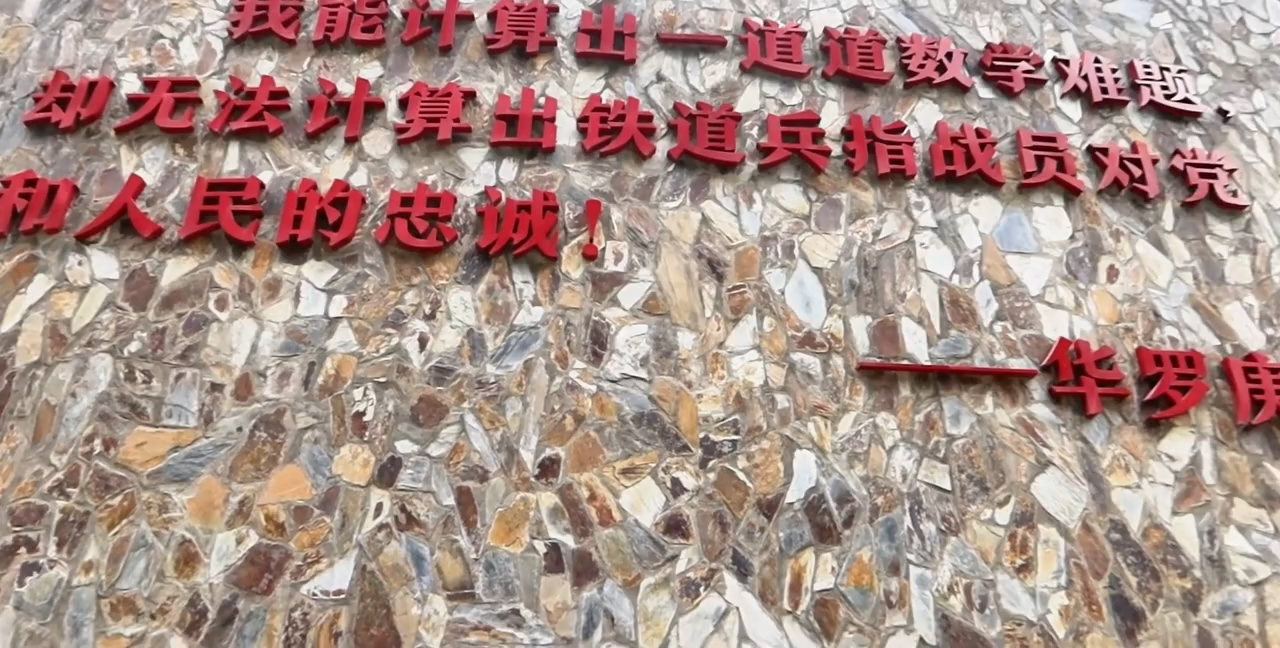 我能计算出一道道数学难题，
却无法计算出铁道兵指战员对党
和人民的忠诚！
——华罗庚